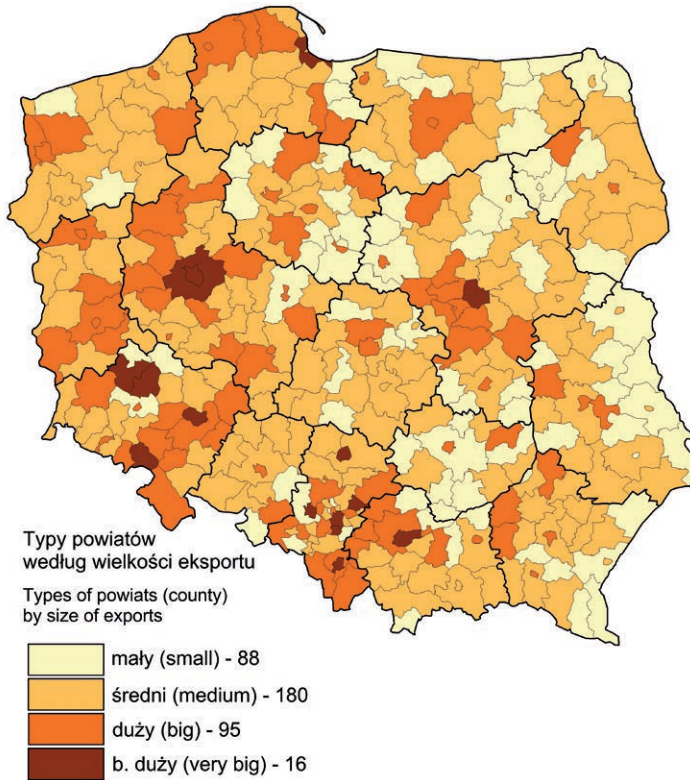 Typy powiatów
według wielkości eksportu
Types of powiats (county)
by size of exports
mały (small) - 88
średni (medium) - 180
duży (big) - 95
b. duży (very big) - 16